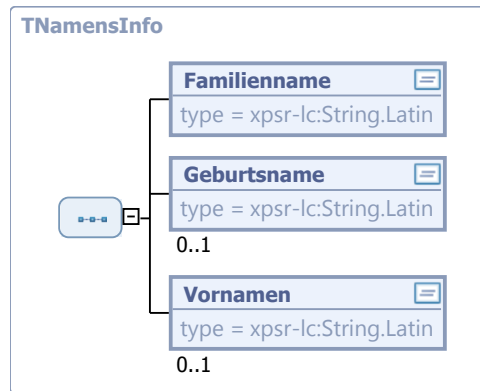 TNamensInfo
Familienname
type = xpsr-lc:String.Latin
Geburtsname
type = xpsr-lc:String.Latin
0..1
Vornamen
type = xpsr-lc:String.Latin
0..1